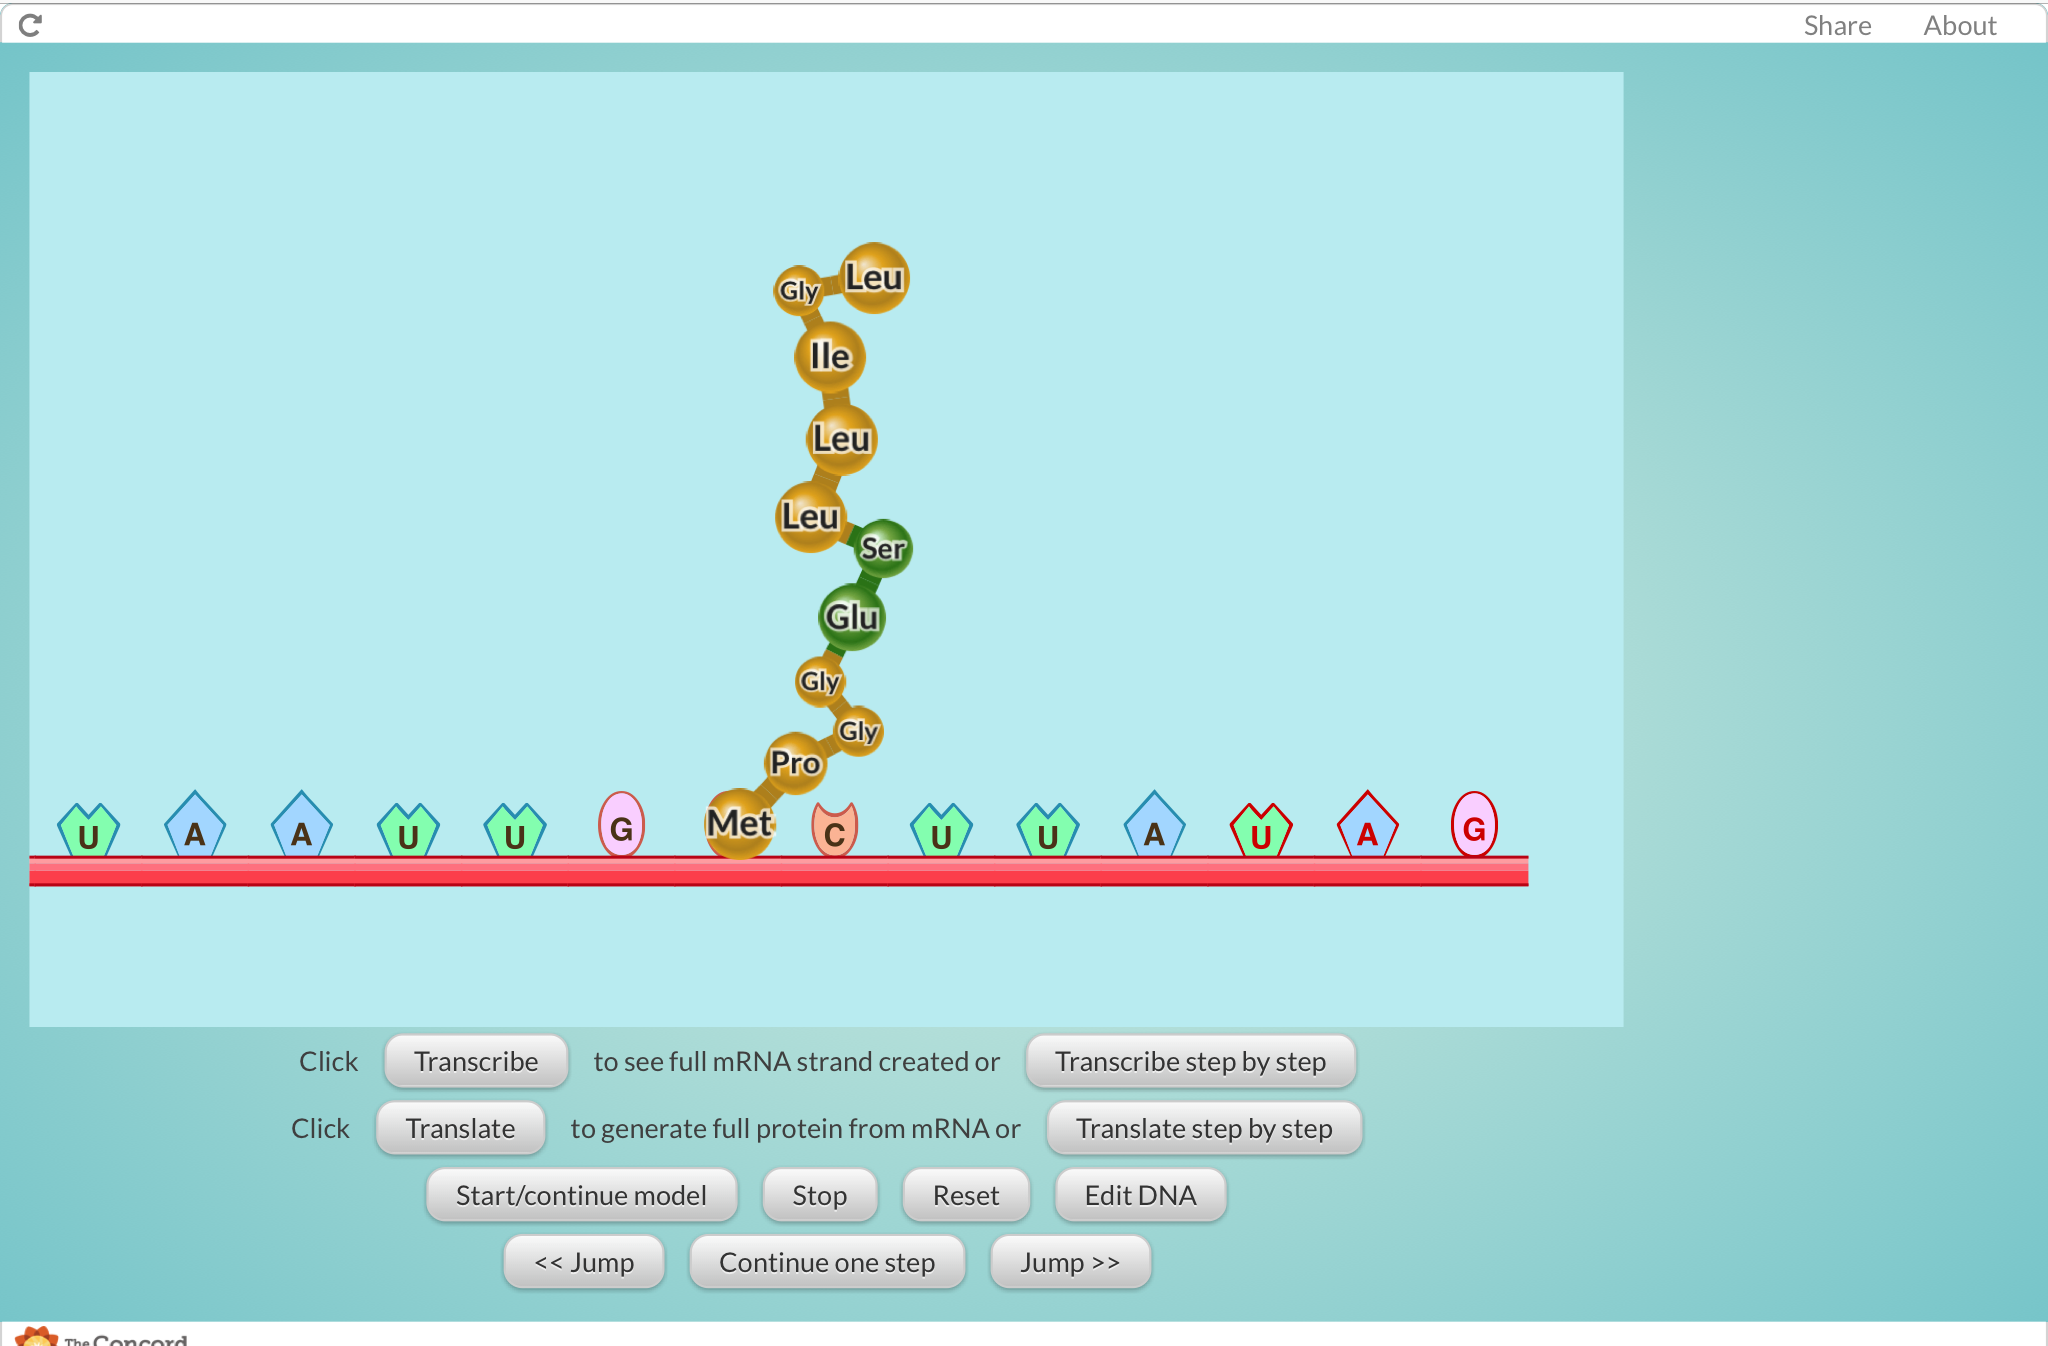 Share About
Leu
Gly
Ile
Leu
Leu
Ser
Glu
Gly
Gly
Pro
U A A U U G Met C U U A U A G
Click Transcribe to see full mRNA strand created or Transcribe step by step
Click Translate to generate full protein from mRNA or Translate step by step
Start/continue model Stop Reset Edit DNA
<< Jump Continue one step Jump >>
The Concord